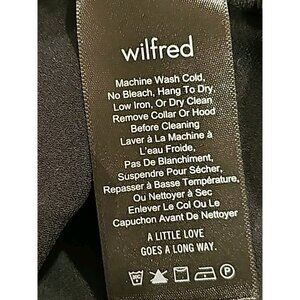 wilfred
Machine Wash Cold,
No Bleach, Hang To Dry,
Low Iron, Or Dry Clean
Remove Collar Or Hood
Before Cleaning
Laver À La Machine à
L'eau Froide,
Pas De Blanchiment,
Suspendre Pour Sécher,
Repasser à Basse Température,
Ou Nettoyer à Sec
Enlever Le Col Ou Le
Capuchon Avant De Nettoyer
A LITTLE LOVE
GOES A LONG WAY.